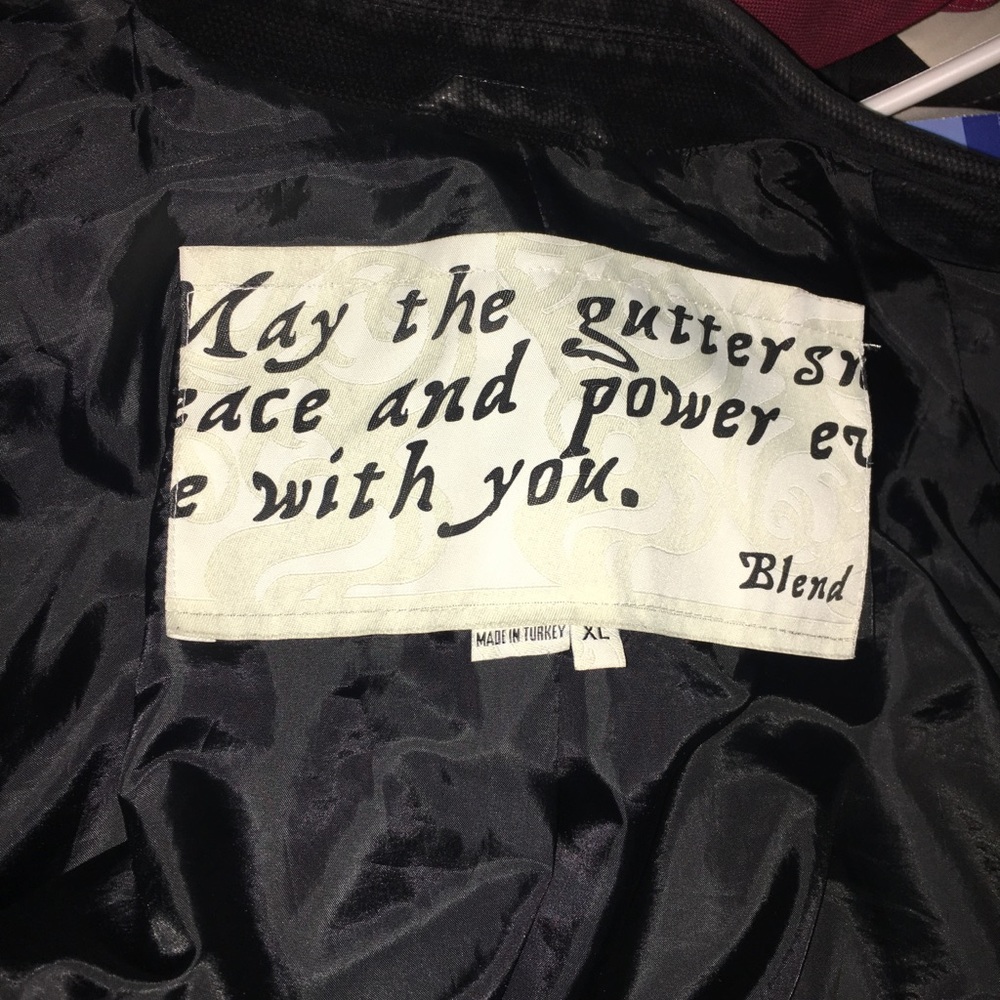 May the guttersn
eace and power ev
e with you.
Blend
MADE IN TURKEY
XL